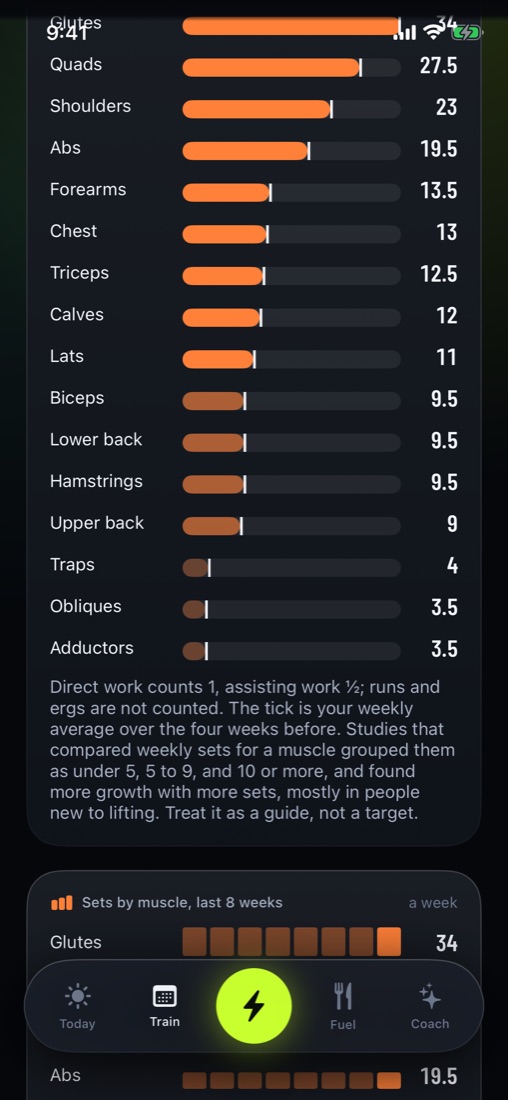 Glutes 34
9:41
Quads 27.5
Shoulders 23
Abs 19.5
Forearms 13.5
Chest 13
Triceps 12.5
Calves 12
Lats 11
Biceps 9.5
Lower back 9.5
Hamstrings 9.5
Upper back 9
Traps 4
Obliques 3.5
Adductors 3.5
Direct work counts 1, assisting work ½; runs and
ergs are not counted. The tick is your weekly
average over the four weeks before. Studies that
compared weekly sets for a muscle grouped them
as under 5, 5 to 9, and 10 or more, and found
more growth with more sets, mostly in people
new to lifting. Treat it as a guide, not a target.
Sets by muscle, last 8 weeks a week
Glutes 34
Today Train Fuel Coach
Abs 19.5